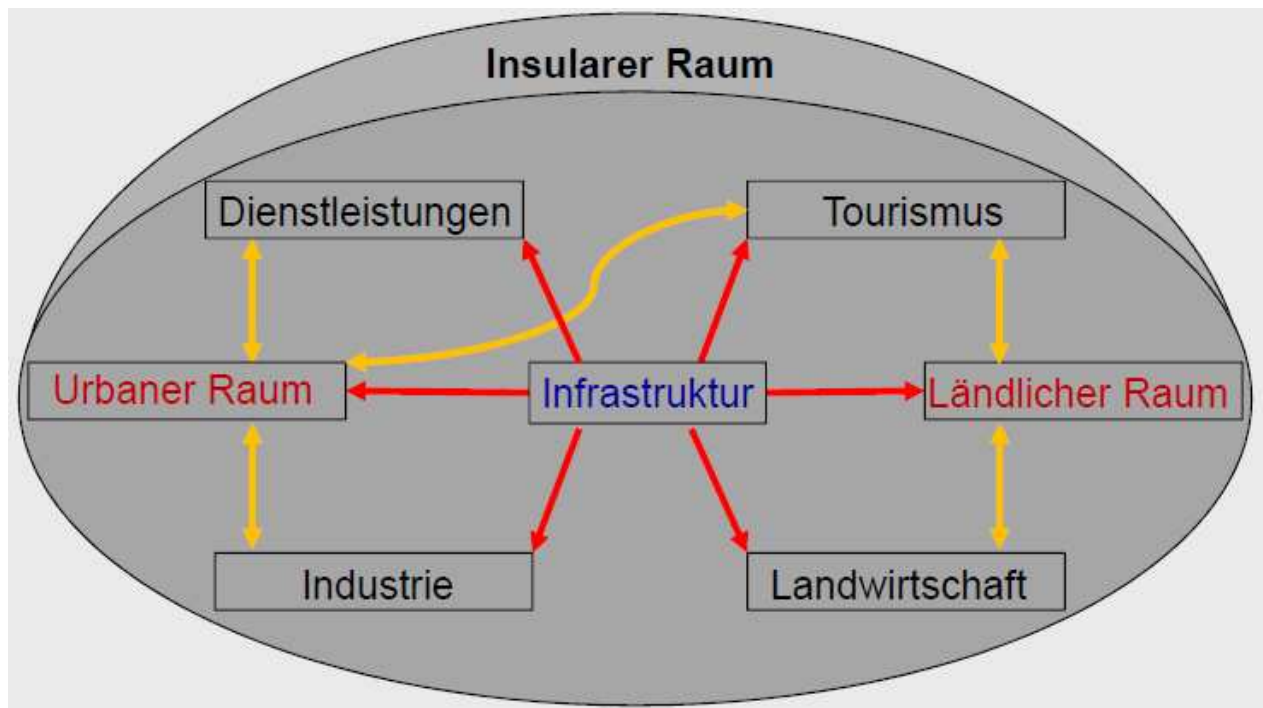 Insularer Raum
Dienstleistungen
Tourismus
Urbaner Raum
Infrastruktur
Ländlicher Raum
Industrie
Landwirtschaft